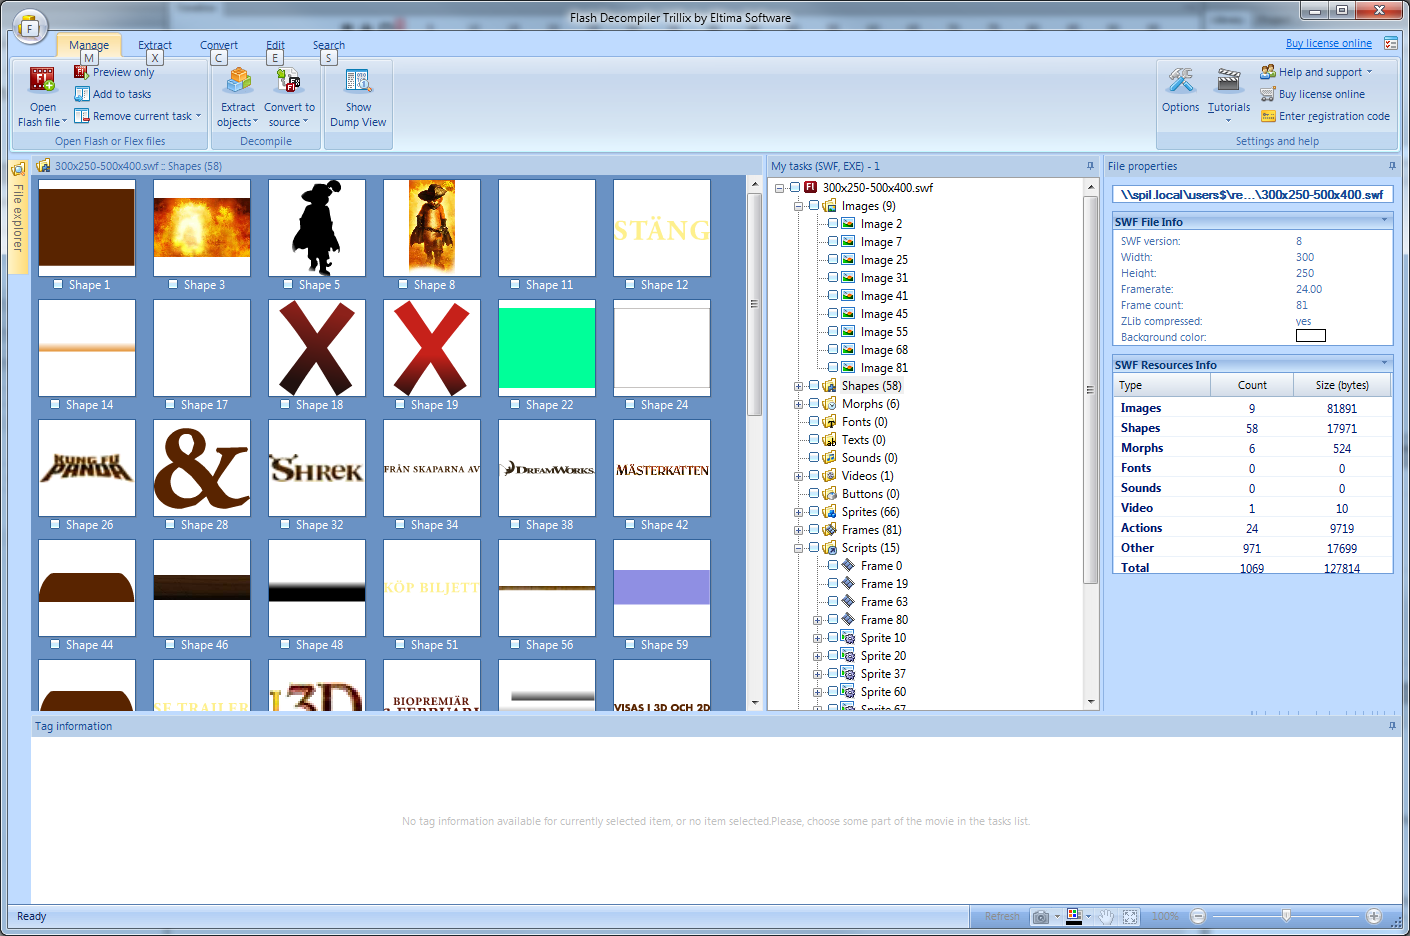 Flash Decompiler Trillix by Eltima Software
F
Manage Extract Convert Edit Search
M X C E S
Buy license online
Open
Flash file
Preview only
Add to tasks
Remove current task
Open Flash or Flex files
Extract
objects
Convert to
source
Decompile
Show
Dump View
Options
Tutorials
Help and support
Buy license online
Enter registration code
Settings and help
File explorer
300x250-500x400.swf :: Shapes (58)
STÄNG
Shape 1 Shape 3 Shape 5 Shape 8 Shape 11 Shape 12
Shape 14 Shape 17 Shape 18 Shape 19 Shape 22 Shape 24
KUNG FU
PANDA
&
SHREK
FRÅN SKAPARNA AV
DREAMWORKS
MÄSTERKATTEN
Shape 26 Shape 28 Shape 32 Shape 34 Shape 38 Shape 42
KÖP BILJETT
Shape 44 Shape 46 Shape 48 Shape 51 Shape 56 Shape 59
SE TRAILER
I 3D
BIOPREMIÄR
FEBRUARI
VISAS I 3D OCH 2D
My tasks (SWF, EXE) - 1
300x250-500x400.swf
Images (9)
Image 2
Image 7
Image 25
Image 31
Image 41
Image 45
Image 55
Image 68
Image 81
Shapes (58)
Morphs (6)
Fonts (0)
Texts (0)
Sounds (0)
Videos (1)
Buttons (0)
Sprites (66)
Frames (81)
Scripts (15)
Frame 0
Frame 19
Frame 63
Frame 80
Sprite 10
Sprite 20
Sprite 37
Sprite 60
Sprite 67
File properties
\\spil.local\users$\re...\300x250-500x400.swf
SWF File Info
SWF version: 8
Width: 300
Height: 250
Framerate: 24.00
Frame count: 81
ZLib compressed: yes
Background color:
SWF Resources Info
Type Count Size (bytes)
Images 9 81891
Shapes 58 17971
Morphs 6 524
Fonts 0 0
Sounds 0 0
Video 1 10
Actions 24 9719
Other 971 17699
Total 1069 127814
Tag information
No tag information available for currently selected item, or no item selected.Please, choose some part of the movie in the tasks list.
Ready
Refresh
100%